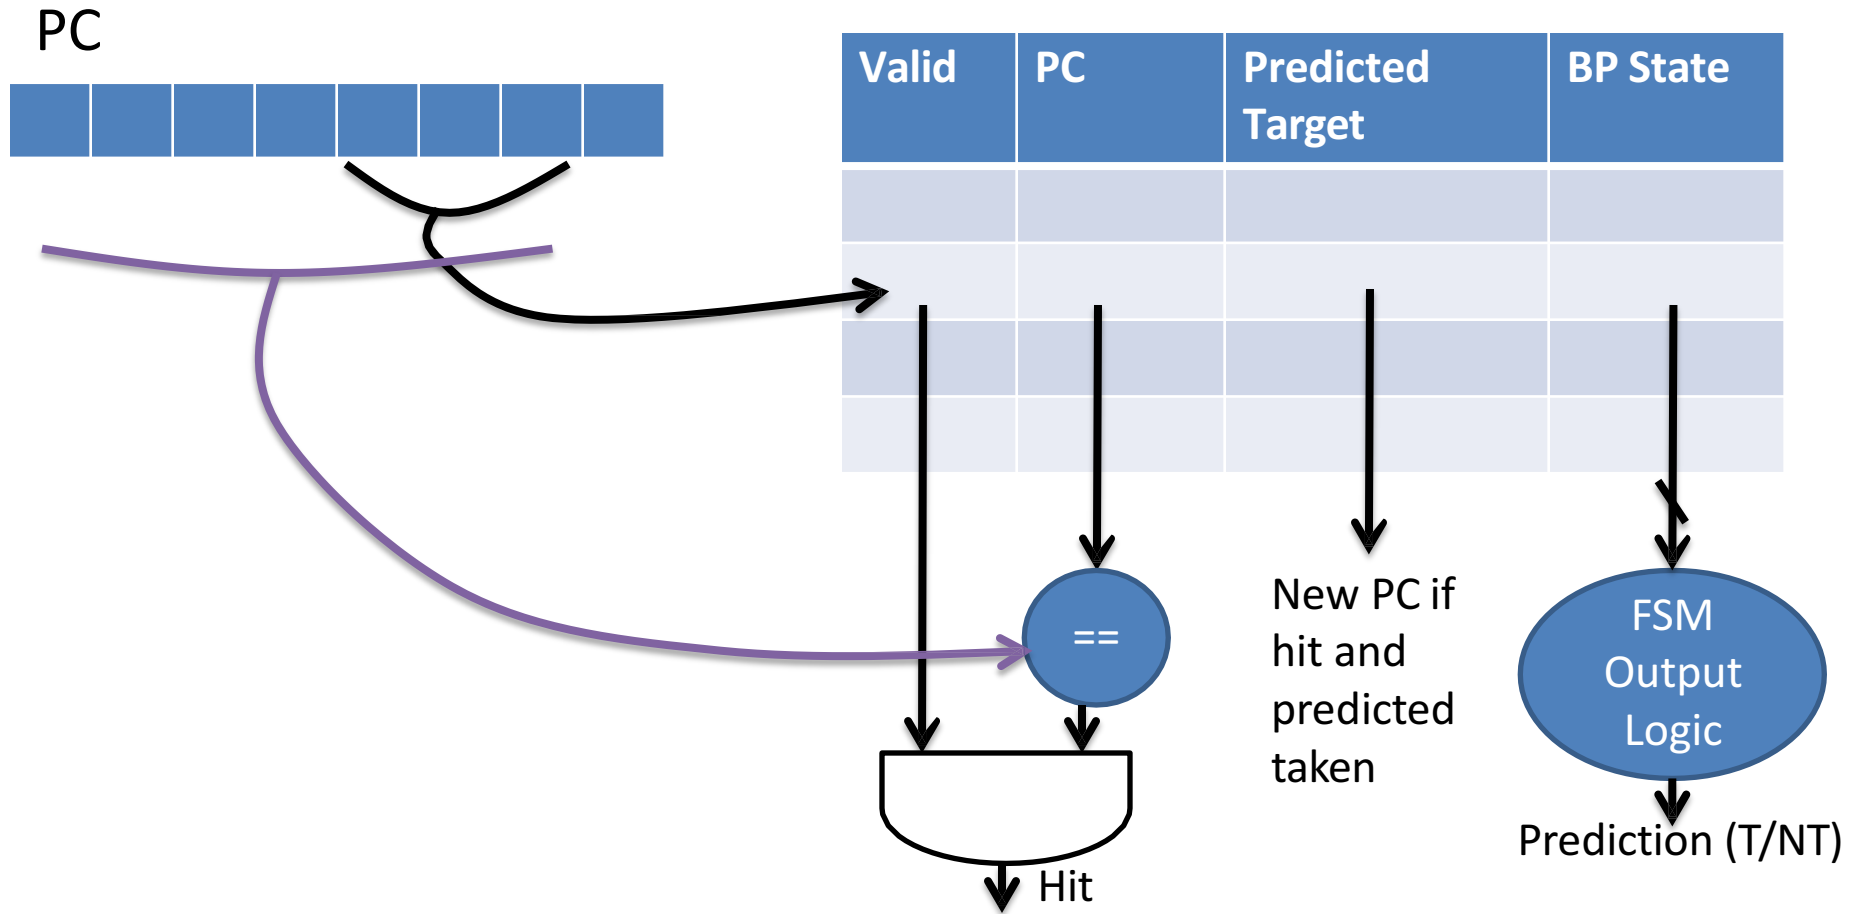 PC
Valid PC Predicted Target BP State
==
New PC if
hit and
predicted
taken
FSM
Output
Logic
Prediction (T/NT)
Hit